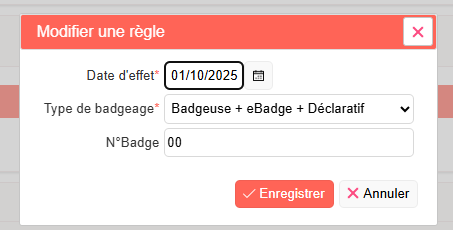 Modifier une règle
Date d'effet* 01/10/2025
Type de badgeage* Badgeuse + eBadge + Déclaratif
N°Badge 00
Enregistrer Annuler